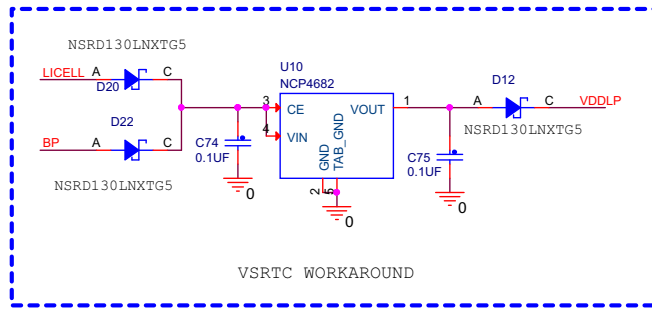 NSRD130LNXTG5
LICELL A C
D20
D22
BP A C
NSRD130LNXTG5
C74
0.1UF
0
U10
NCP4682
3 CE
4 VIN
VOUT 1
GND
TAB_GND
2 5
0
C75
0.1UF
0
D12
A C VDDLP
NSRD130LNXTG5
VSRTC WORKAROUND